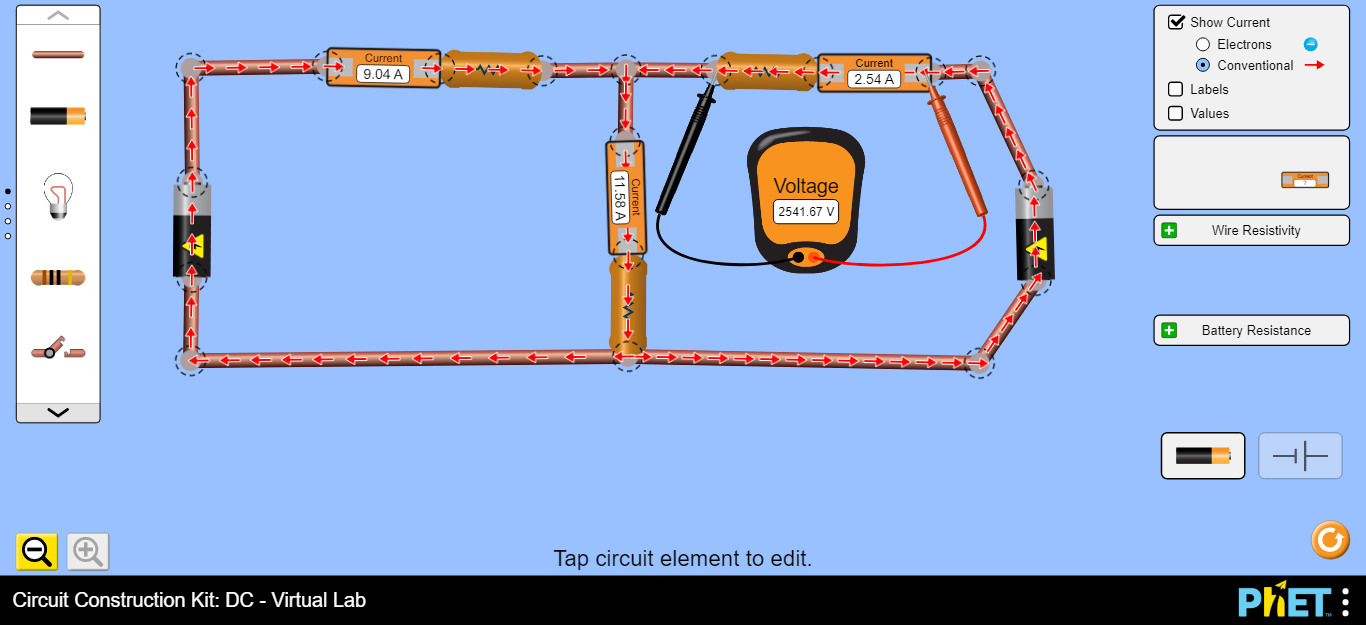 Show Current
Electrons
Conventional
Labels
Values
Current
9.04 A
Current
2.54 A
Current
11.58 A
Voltage
2541.67 V
Current
?
Wire Resistivity
Battery Resistance
Tap circuit element to edit.
Circuit Construction Kit: DC - Virtual Lab
PhET